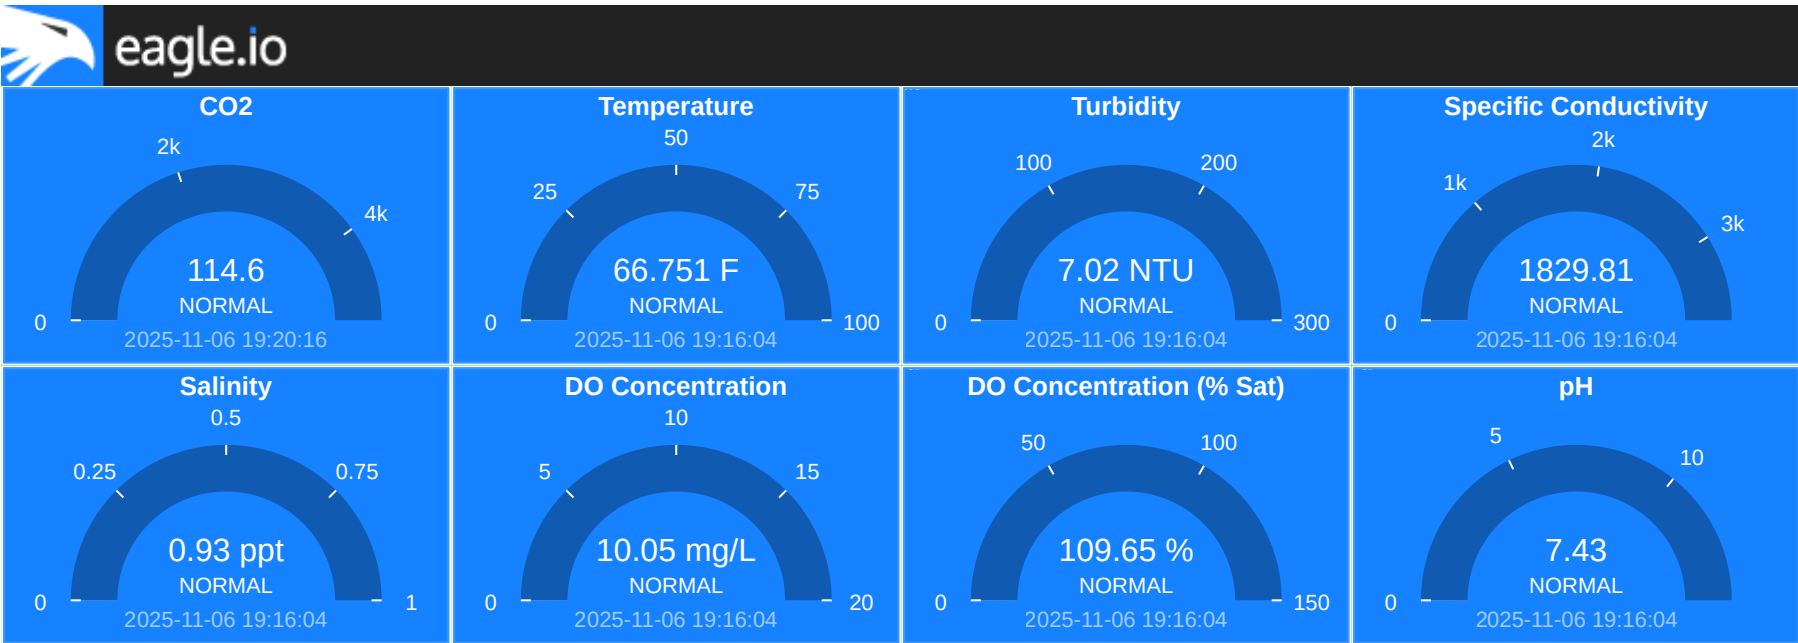 eagle.io
CO2
2k
4k
0
114.6
NORMAL
2025-11-06 19:20:16
Temperature
50
25
75
0
100
66.751 F
NORMAL
2025-11-06 19:16:04
Turbidity
100
200
0
300
7.02 NTU
NORMAL
2025-11-06 19:16:04
Specific Conductivity
2k
1k
3k
0
1829.81
NORMAL
2025-11-06 19:16:04
Salinity
0.5
0.25
0.75
0
1
0.93 ppt
NORMAL
2025-11-06 19:16:04
DO Concentration
10
5
15
0
20
10.05 mg/L
NORMAL
2025-11-06 19:16:04
DO Concentration (% Sat)
50
100
0
150
109.65 %
NORMAL
2025-11-06 19:16:04
pH
5
10
0
7.43
NORMAL
2025-11-06 19:16:04